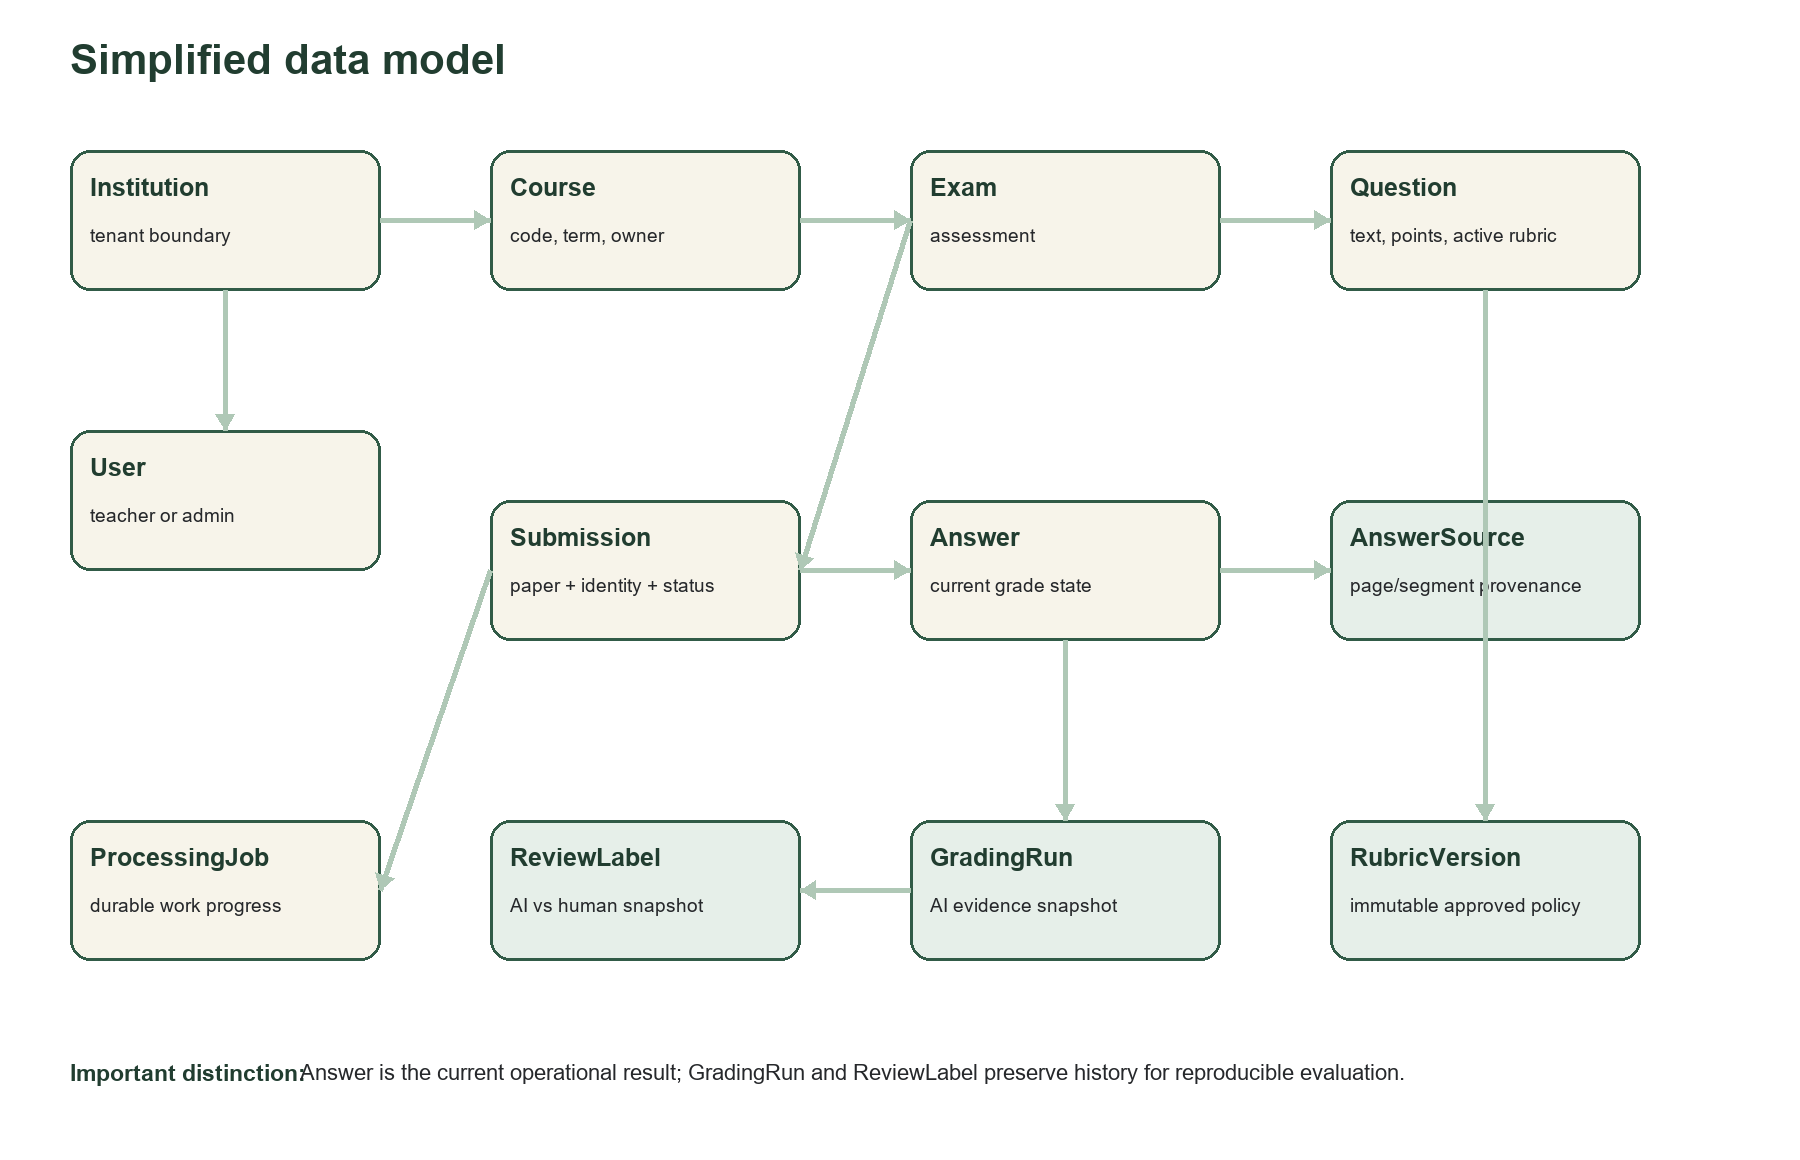 Simplified data model
Institution
tenant boundary
Course
code, term, owner
Exam
assessment
Question
text, points, active rubric
User
teacher or admin
Submission
paper + identity + status
Answer
current grade state
AnswerSource
page/segment provenance
ProcessingJob
durable work progress
ReviewLabel
AI vs human snapshot
GradingRun
AI evidence snapshot
RubricVersion
immutable approved policy
Important distinction: Answer is the current operational result; GradingRun and ReviewLabel preserve history for reproducible evaluation.